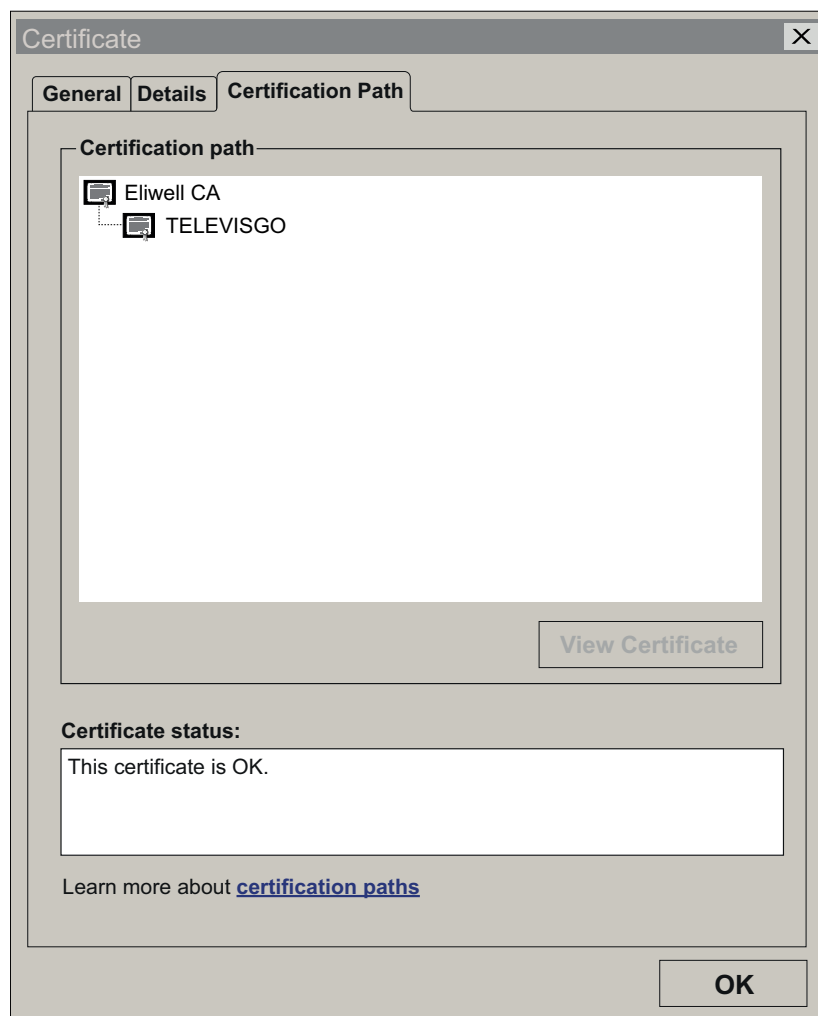 Certificate
General Details Certification Path
Certification path
Eliwell CA
TELEVISGO
View Certificate
Certificate status:
This certificate is OK.
Learn more about certification paths
OK